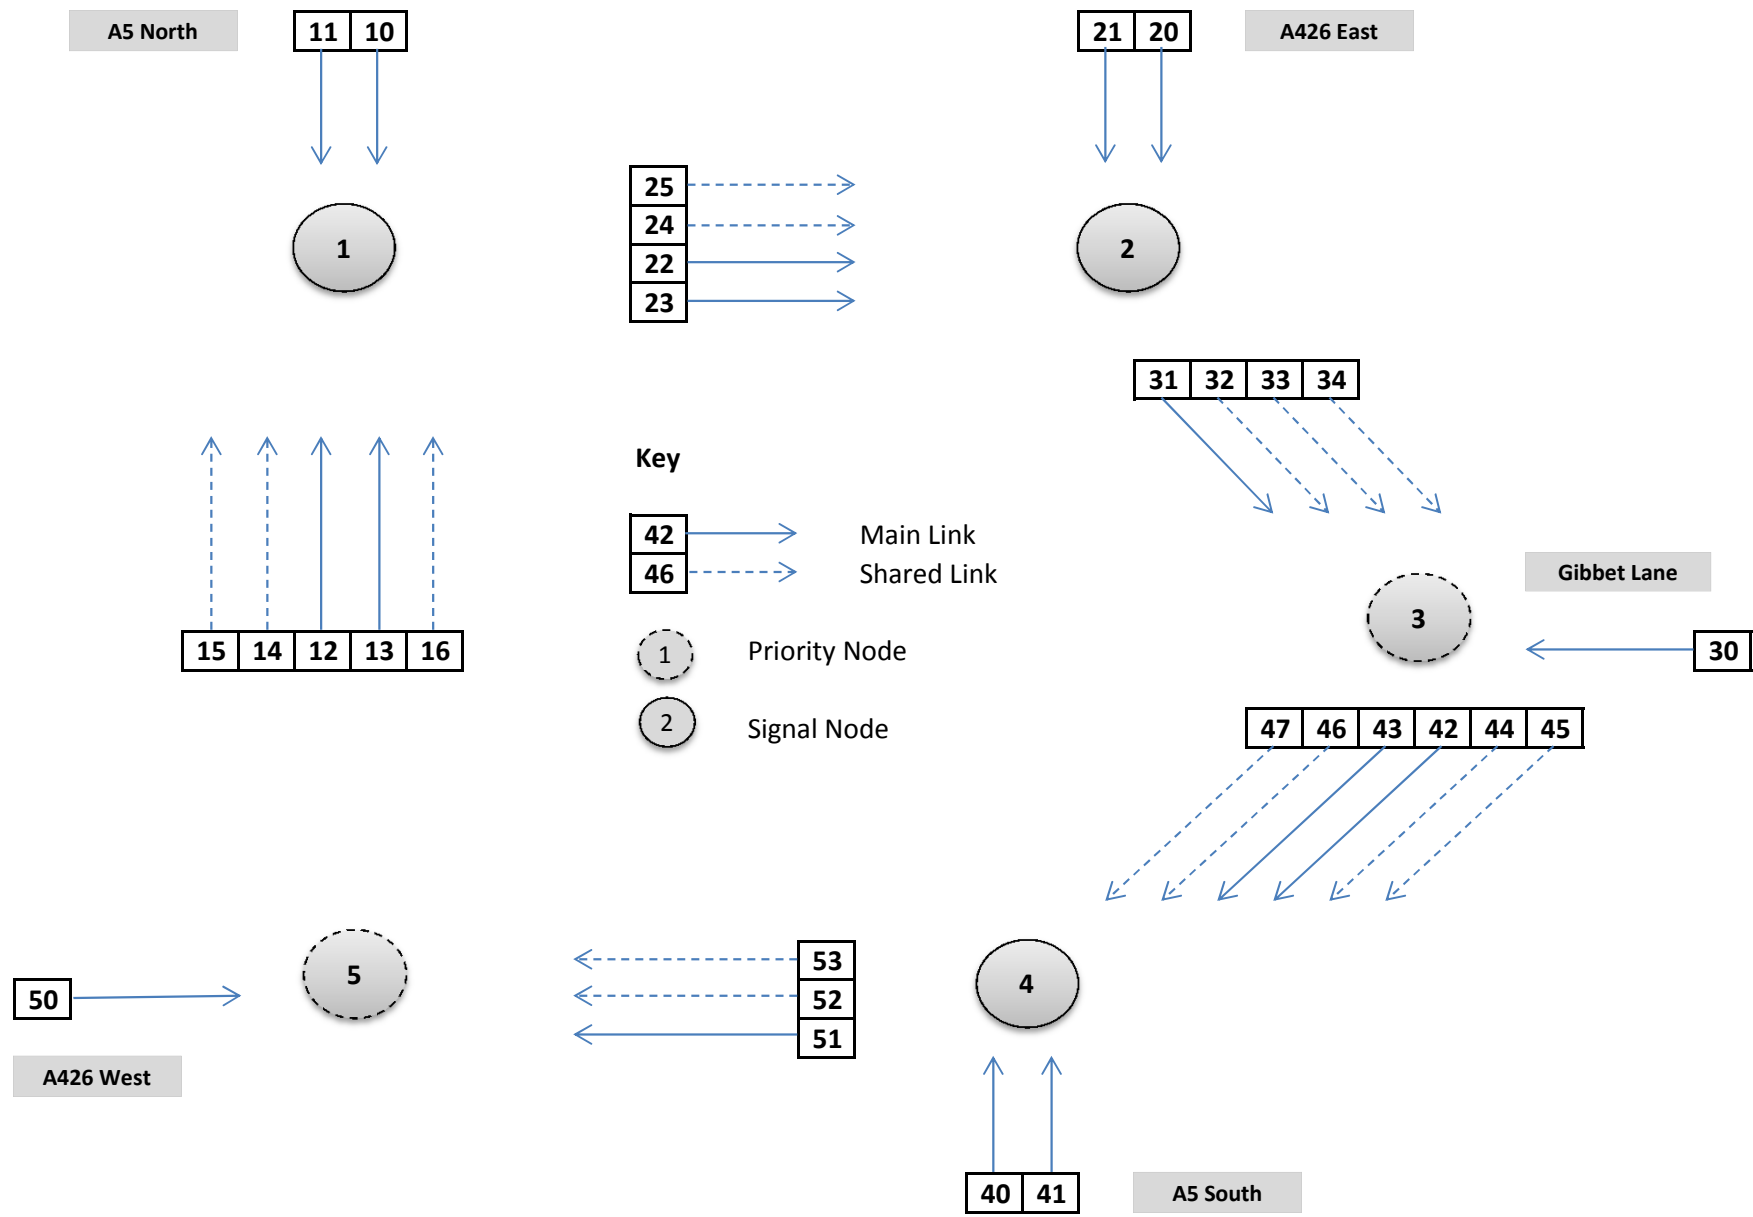 A5 North
11 10
21 20
A426 East
25
24
22
23
1
2
31 32 33 34
Key
42 Main Link
46 Shared Link
1 Priority Node
2 Signal Node
15 14 12 13 16
Gibbet Lane
3
30
47 46 43 42 44 45
53
52
51
5
4
50
A426 West
40 41
A5 South